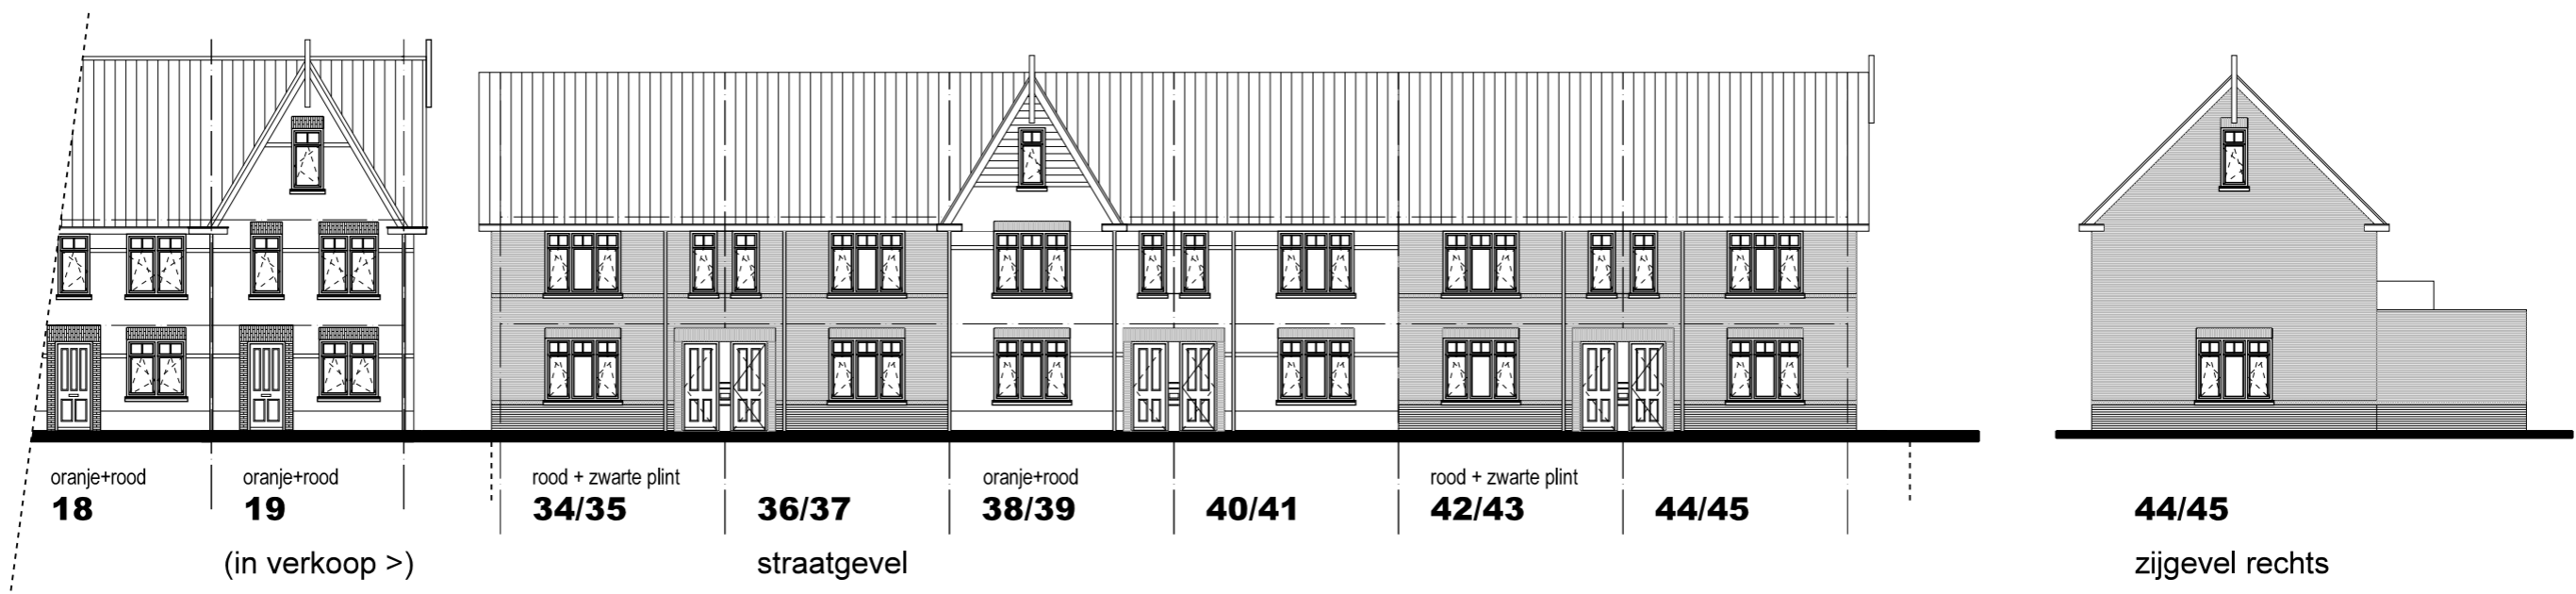 oranje+rood
18
oranje+rood
19
rood + zwarte plint
34/35
36/37
oranje+rood
38/39
40/41
rood + zwarte plint
42/43
44/45
44/45
(in verkoop >)
straatgevel
zijgevel rechts